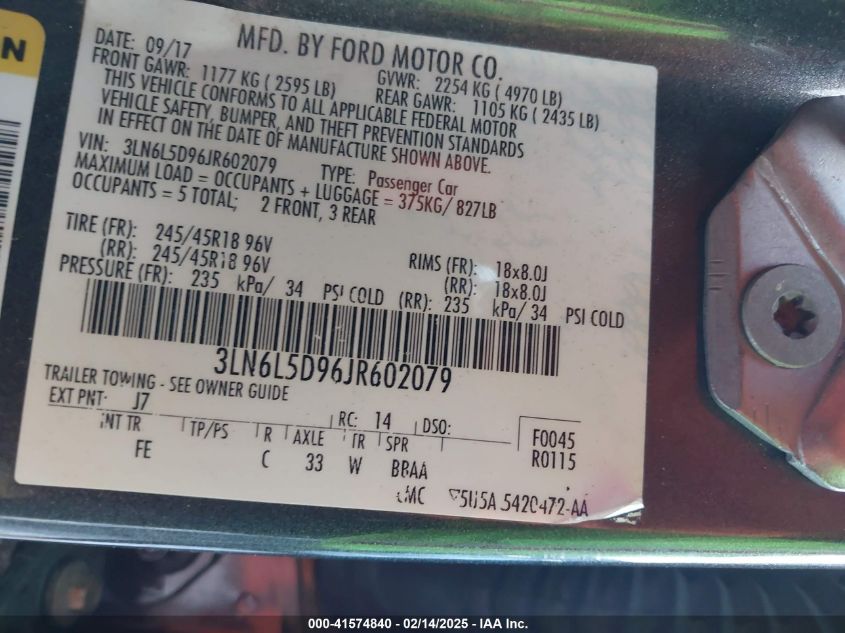 N
DATE: 09/17 MFD. BY FORD MOTOR CO.
FRONT GAWR: 1177 KG ( 2595 LB) GVWR: 2254 KG ( 4970 LB)
REAR GAWR: 1105 KG ( 2435 LB)
THIS VEHICLE CONFORMS TO ALL APPLICABLE FEDERAL MOTOR
VEHICLE SAFETY, BUMPER, AND THEFT PREVENTION STANDARDS
IN EFFECT ON THE DATE OF MANUFACTURE SHOWN ABOVE.
VIN: 3LN6L5D96JR602079 TYPE: Passenger Car
MAXIMUM LOAD = OCCUPANTS + LUGGAGE = 375KG/ 827LB
OCCUPANTS = 5 TOTAL; 2 FRONT, 3 REAR
TIRE (FR): 245/45R18 96V RIMS (FR): 18x8.0J
(RR): 245/45R18 96V (RR): 18x8.0J
PRESSURE (FR): 235 kPa/ 34 PSI COLD (RR): 235 kPa/ 34 PSI COLD
3LN6L5D96JR602079
TRAILER TOWING - SEE OWNER GUIDE
EXT PNT: J7 RC: 14 DSO: F0045
INT TR TP/PS R AXLE TR SPR R0115
FE C 33 W BBAA
5U5A 5420472-AA
000-41574840 - 02/14/2025 - IAA Inc.